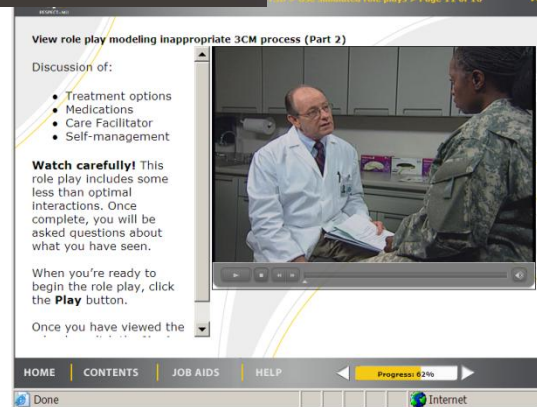 View role play modeling inappropriate 3CM process (Part 2)
Discussion of:
• Treatment options
• Medications
• Care Facilitator
• Self-management
Watch carefully! This
role play includes some
less than optimal
interactions. Once
complete, you will be
asked questions about
what you have seen.
When you're ready to
begin the role play, click
the Play button.
Once you have viewed the
HOME
CONTENTS
JOB AIDS
HELP
Progress: 62%
Done
Internet